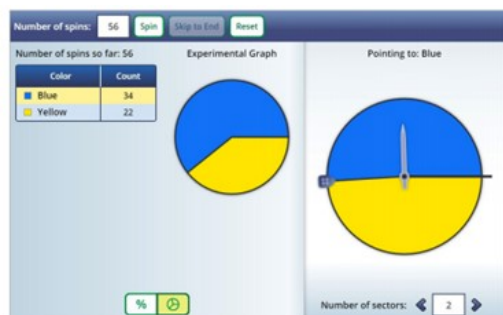 Number of spins: 56 Spin Skip to End Reset
Number of spins so far: 56
Color Count
Blue 34
Yellow 22
Experimental Graph
Pointing to: Blue
%
Number of sectors: 2